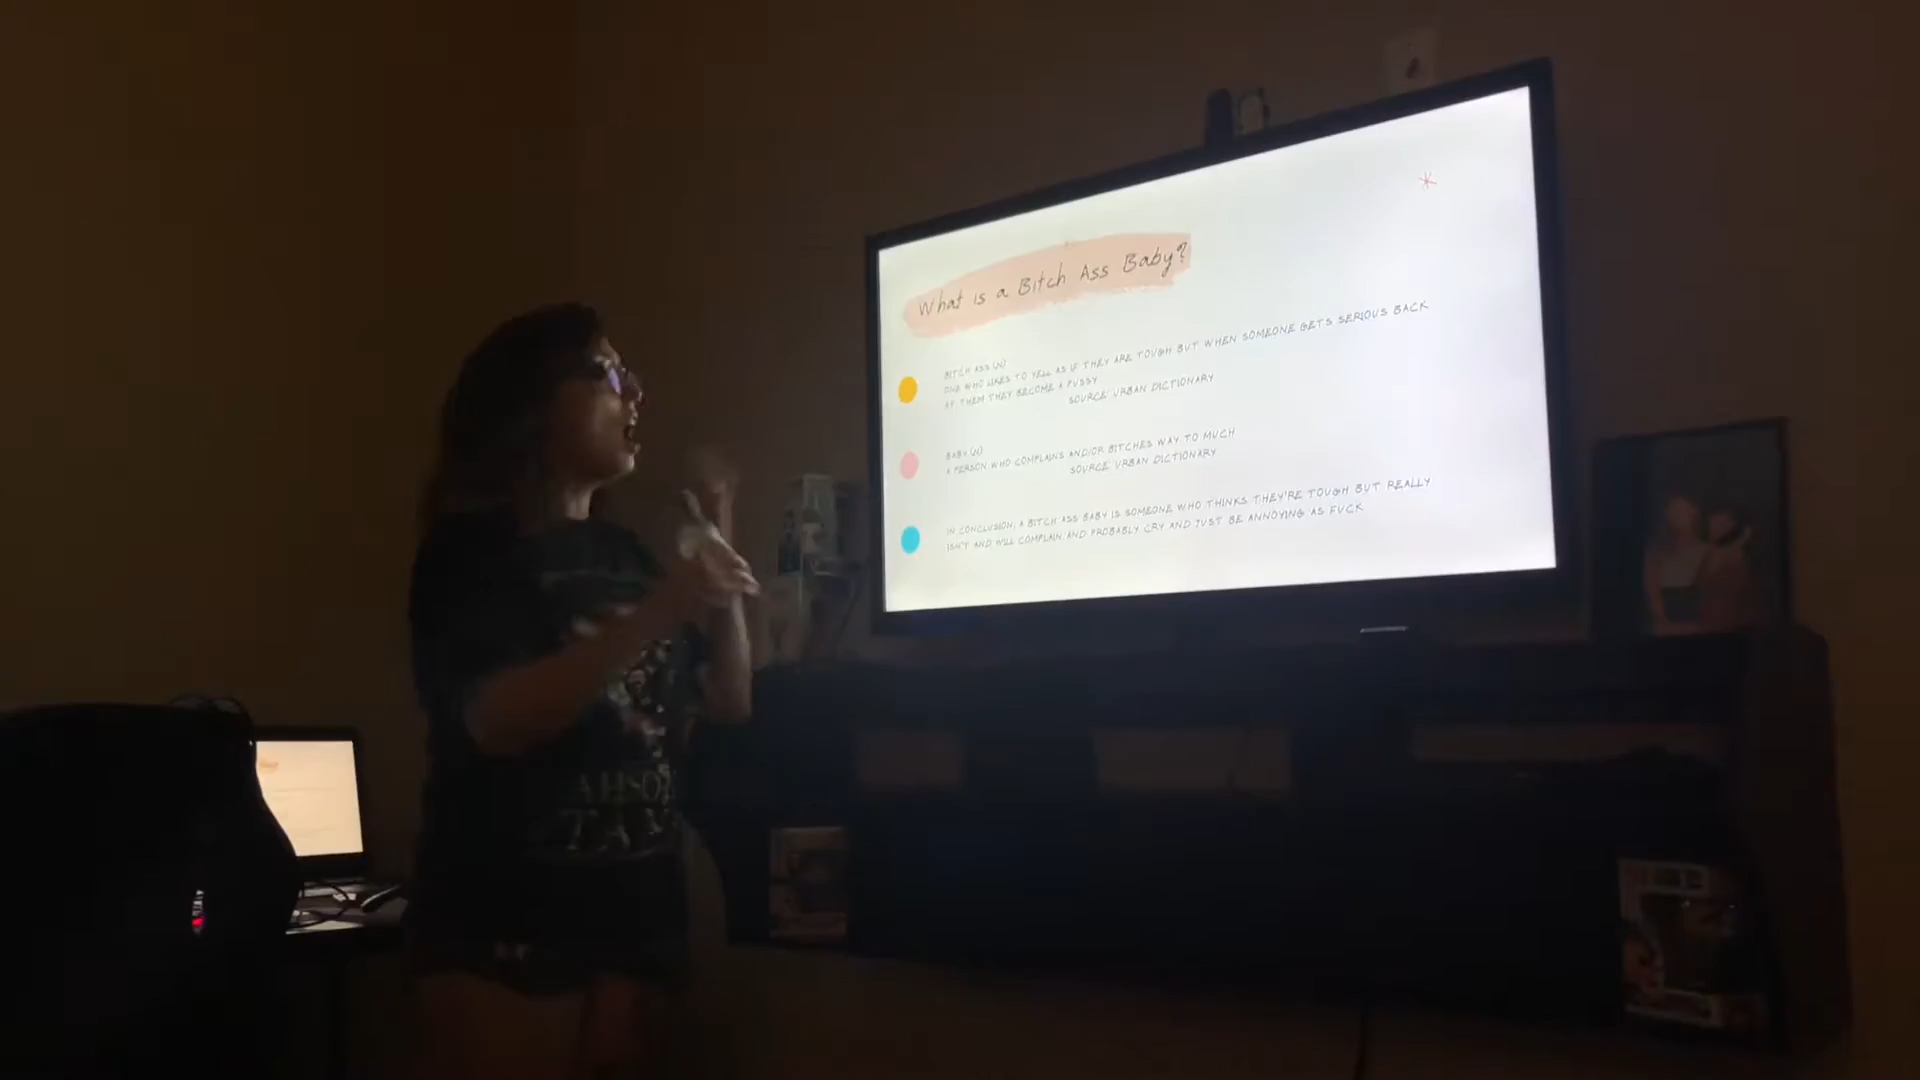 What is a Bitch Ass Baby?
BITCH ASS (N)
ONE WHO LIKES TO YELL AS IF THEY ARE TOUGH BUT WHEN SOMEONE GETS SERIOUS BACK
AT THEM THEY BECOME A PUSSY
SOURCE: URBAN DICTIONARY
BABY (N)
A PERSON WHO COMPLAINS AND/OR BITCHES WAY TO MUCH
SOURCE: URBAN DICTIONARY
IN CONCLUSION, A BITCH ASS BABY IS SOMEONE WHO THINKS THEY'RE TOUGH BUT REALLY
ISN'T AND WILL COMPLAIN AND PROBABLY CRY AND JUST BE ANNOYING AS FUCK